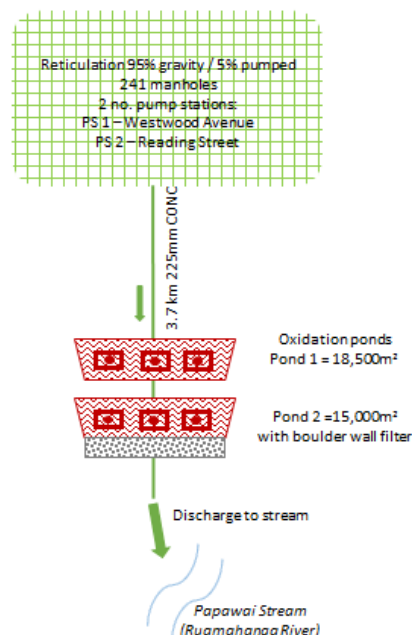 Reticulation 95% gravity / 5% pumped
241 manholes
2 no. pump stations:
PS 1 – Westwood Avenue
PS 2 – Reading Street
3.7 km 225mm CONC
Oxidation ponds
Pond 1 = 18,500m²
Pond 2 =15,000m²
with boulder wall filter
Discharge to stream
Papawai Stream
(Ruamahanga River)